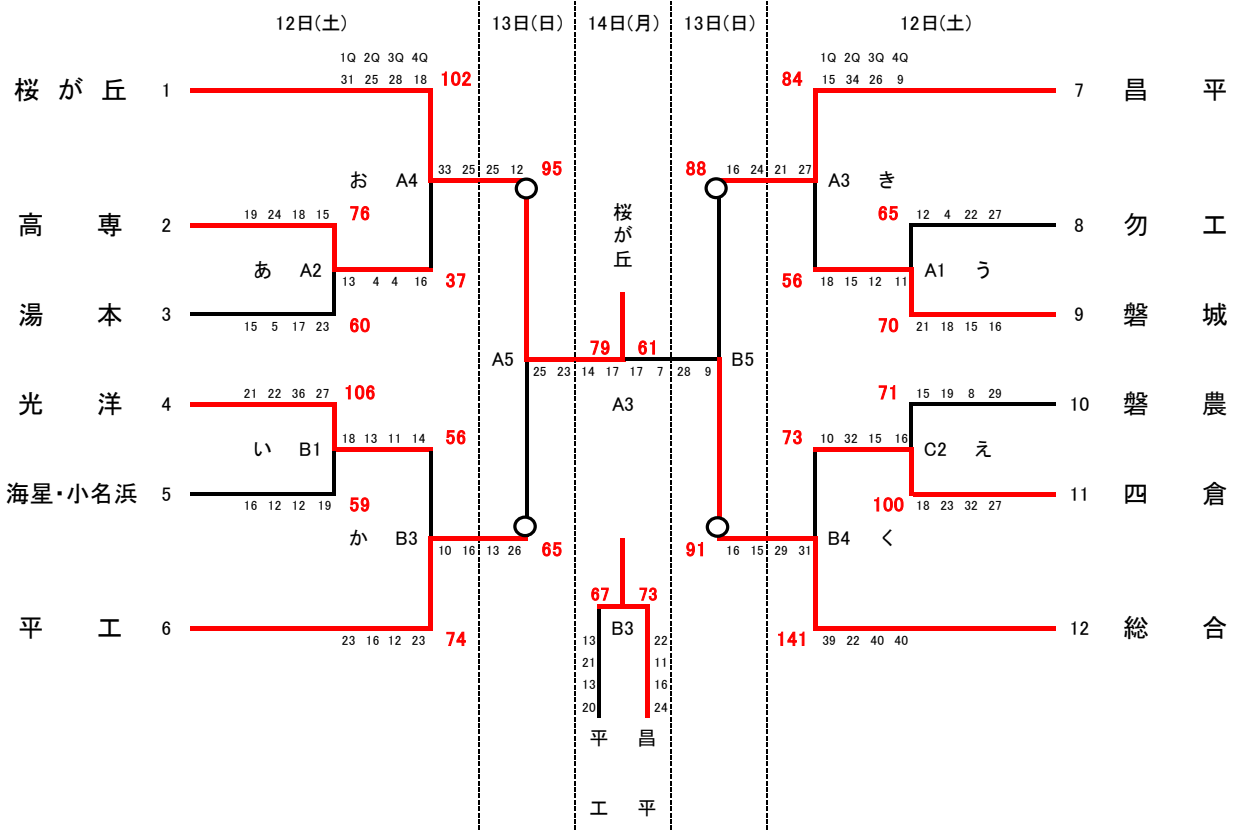 12日(土) 13日(日) 14日(月) 13日(日) 12日(土)
1Q 2Q 3Q 4Q
1Q 2Q 3Q 4Q
桜が丘 1 31 25 28 18 102
84 15 34 26 9 7 昌平
33 25 25 12 95
88 16 24 21 27
お A4
A3 き
高専 2 19 24 18 15 76
65 12 4 22 27 8 勿工
桜が丘
あ A2 13 4 4 16 37
56 18 15 12 11 A1 う
湯本 3 15 5 17 23 60
70 21 18 15 16 9 磐城
A5 79 61 B5
25 23 14 17 17 7 28 9
A3
光洋 4 21 22 36 27 106
71 15 19 8 29 10 磐農
い B1 18 13 11 14 56
73 10 32 15 16 C2 え
海星・小名浜 5 16 12 12 19 59
100 18 23 32 27 11 四倉
か B3 10 16 13 26 65
91 16 15 29 31 B4 く
67 73
B3
平工 6 23 16 12 23 74
141 39 22 40 40 12 総合
13 22
21 11
13 16
20 24
平工 昌平